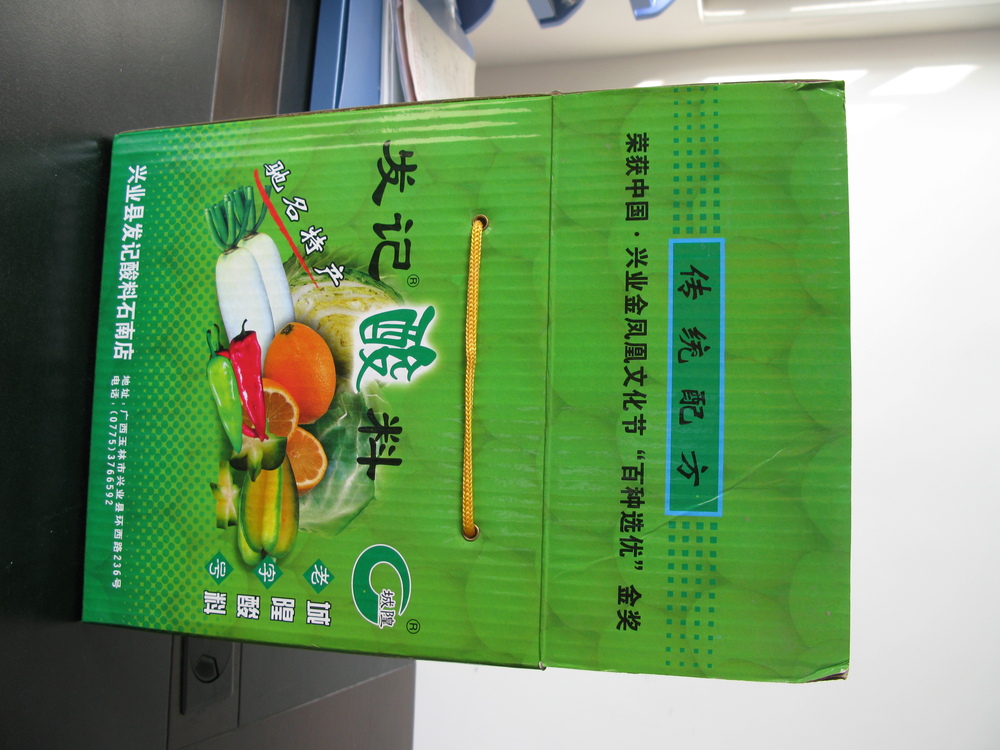 传统配方
荣获中国·兴业金凤凰文化节“百种选优”金奖
发记®酸料
城隍®
驰名特产
老字号
城隍酸料
兴业县发记酸料石南店
地址：广西玉林市兴业县环西路236号
电话：(0775)3766592